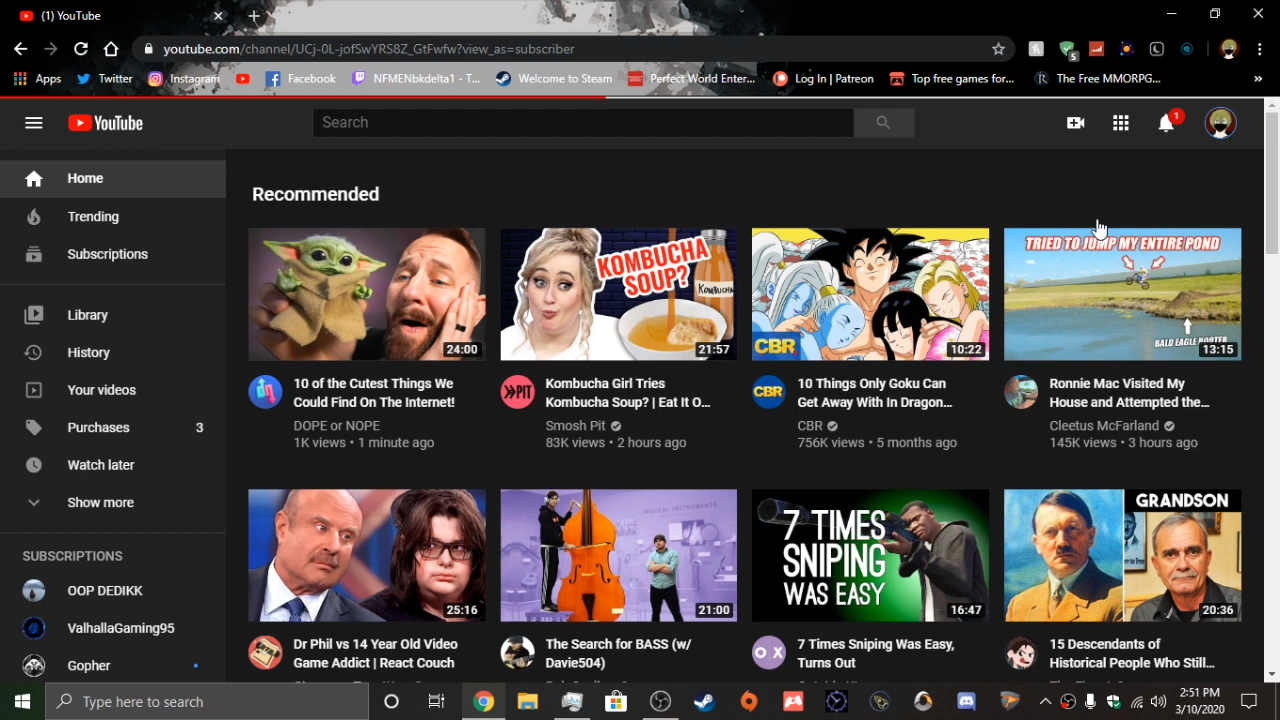 (1) YouTube
youtube.com/channel/UCj-0L-jofSwYRS8Z_GtFwfw?view_as=subscriber
5
Apps Twitter Instagram Facebook NFMENbkdelta1 - T... Welcome to Steam Perfect World Enter... Log In | Patreon Top free games for... The Free MMORPG... »
YouTube Search 1
Home
Trending
Subscriptions
Library
History
Your videos
Purchases 3
Watch later
Show more
SUBSCRIPTIONS
OOP DEDIKK
ValhallaGaming95
Gopher
Recommended
24:00
10 of the Cutest Things We
Could Find On The Internet!
DOPE or NOPE
1K views • 1 minute ago
KOMBUCHA
SOUP?
KOMBUCHA
21:57
PIT
Kombucha Girl Tries
Kombucha Soup? | Eat It O...
Smosh Pit
83K views • 2 hours ago
CBR
10:22
CBR
10 Things Only Goku Can
Get Away With In Dragon...
CBR
756K views • 5 months ago
TRIED TO JUMP MY ENTIRE POND
BALD EAGLE ROOTER
13:15
Ronnie Mac Visited My
House and Attempted the...
Cleetus McFarland
145K views • 3 hours ago
25:16
Dr Phil vs 14 Year Old Video
Game Addict | React Couch
MUSICAL INSTRUMENTS
21:00
The Search for BASS (w/
Davie504)
7 TIMES
SNIPING
WAS EASY
16:47
OX
7 Times Sniping Was Easy,
Turns Out
GRANDSON
20:36
15 Descendants of
Historical People Who Still...
Type here to search
2:51 PM
3/10/2020